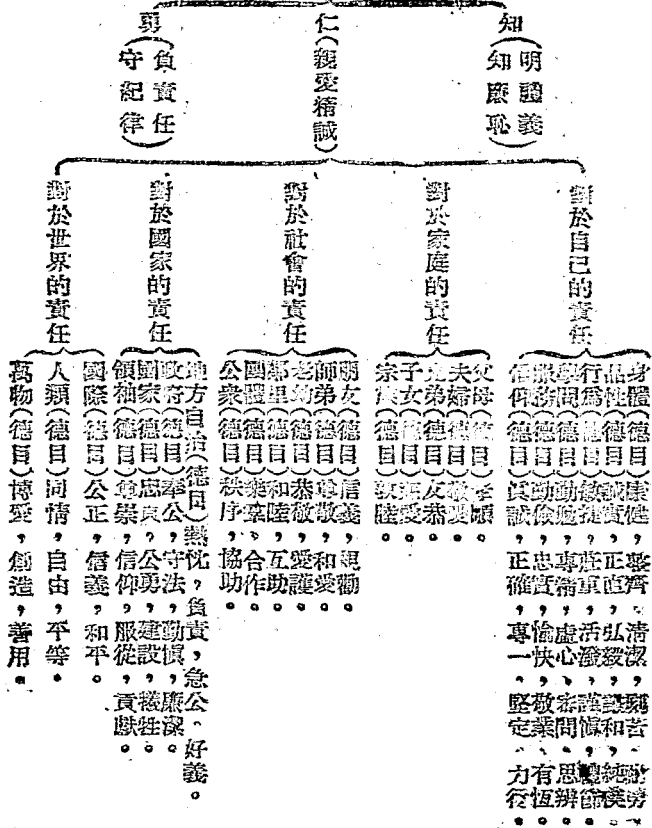 知(明禮義
知廉恥)
仁(親愛精誠)
勇(負責任
守紀律)
對於自己的責任
身體(德目)康健,整齊,清潔,刻苦,耐勞
品性(德目)誠實,正直,弘毅,謙和,純樸
行為(德目)敏捷,莊重,活潑,謹慎,禮節
學問(德目)勤勉,專精,虛心,審問,思辨
服務(德目)勤儉,忠實,愉快,敬業,有恆
信仰(德目)真誠,正確,專一,堅定,力行。
對於家庭的責任
父母(德目)孝順。
夫婦(德目)敬愛。
兄弟(德目)友恭。
子女(德目)慈愛。
宗族(德目)敦睦。
對於社會的責任
朋友(德目)信義,規勸。
師弟(德目)尊敬,和愛。
老幼(德目)恭敬,愛護。
鄰里(德目)和睦,互助。
團體(德目)樂羣,合作。
公衆(德目)秩序,協助。
對於國家的責任
地方自治(德目)熱忱,負責,急公,好義。
政府(德目)奉公,守法,勤慎,廉潔。
國家(德目)忠貞,公勇,建設,犧牲。
領袖(德目)尊崇,信仰,服從,貢獻。
對於世界的責任
國際(德目)公正,信義,和平。
人類(德目)同情,自由,平等。
萬物(德目)博愛,創造,善用。